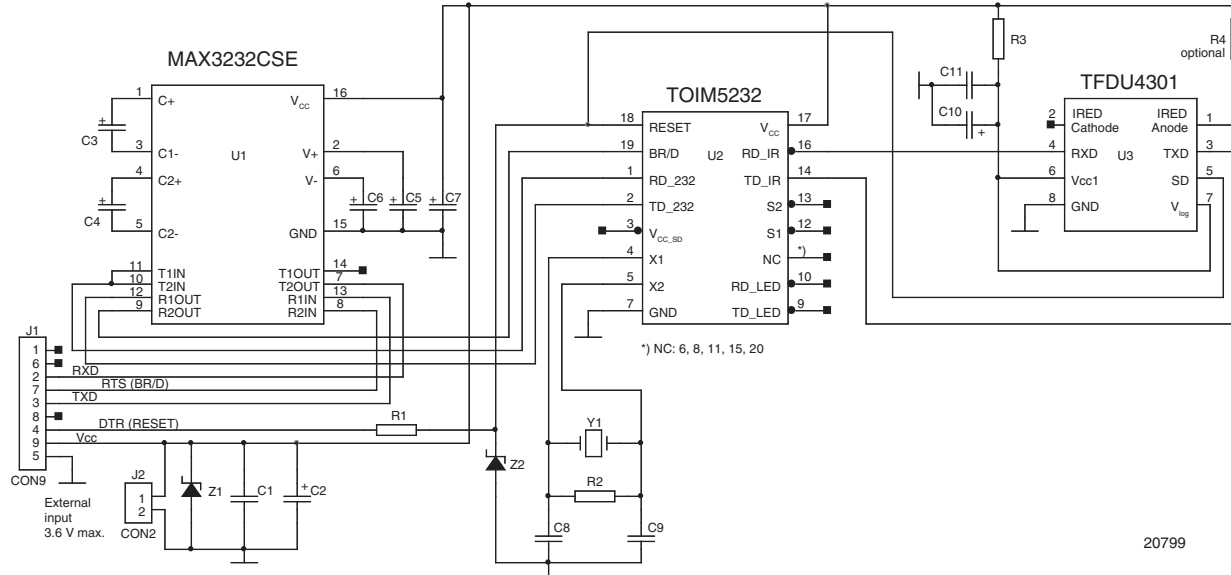 MAX3232CSE
1 C+ V_CC 16
C3
3 C1- U1 V+ 2
4 C2+ V- 6
C4 C6 C5 C7
5 C2- GND 15
11 T1IN T1OUT 14
10 T2IN T2OUT 7
12 R1OUT R1IN 13
9 R2OUT R2IN 8
TOIM5232
18 RESET V_CC 17
19 BR/D U2 RD_IR 16
1 RD_232 TD_IR 14
2 TD_232 S2 13
3 V_CC_SD S1 12
4 X1 NC *)
5 X2 RD_LED 10
7 GND TD_LED 9
*) NC: 6, 8, 11, 15, 20
R3
R4
optional
C11
C10 +
TFDU4301
2 IRED Cathode IRED Anode 1
4 RXD U3 TXD 3
6 Vcc1 SD 5
8 GND V_log 7
J1
1
6
2 RXD
7 RTS (BR/D)
3 TXD
8
4 DTR (RESET) R1
9 Vcc
5
CON9
External
input
3.6 V max.
J2
1
2
CON2
Z1
C1
+ C2
Z2
Y1
R2
C8
C9
20799